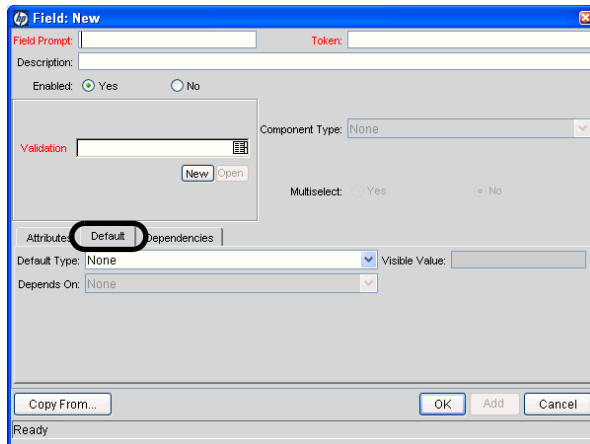 hp Field: New
Field Prompt: Token:
Description:
Enabled: Yes No
Component Type: None
Validation
New Open
Multiselect: Yes No
Attributes Default Dependencies
Default Type: None Visible Value:
Depends On: None
Copy From... OK Add Cancel
Ready